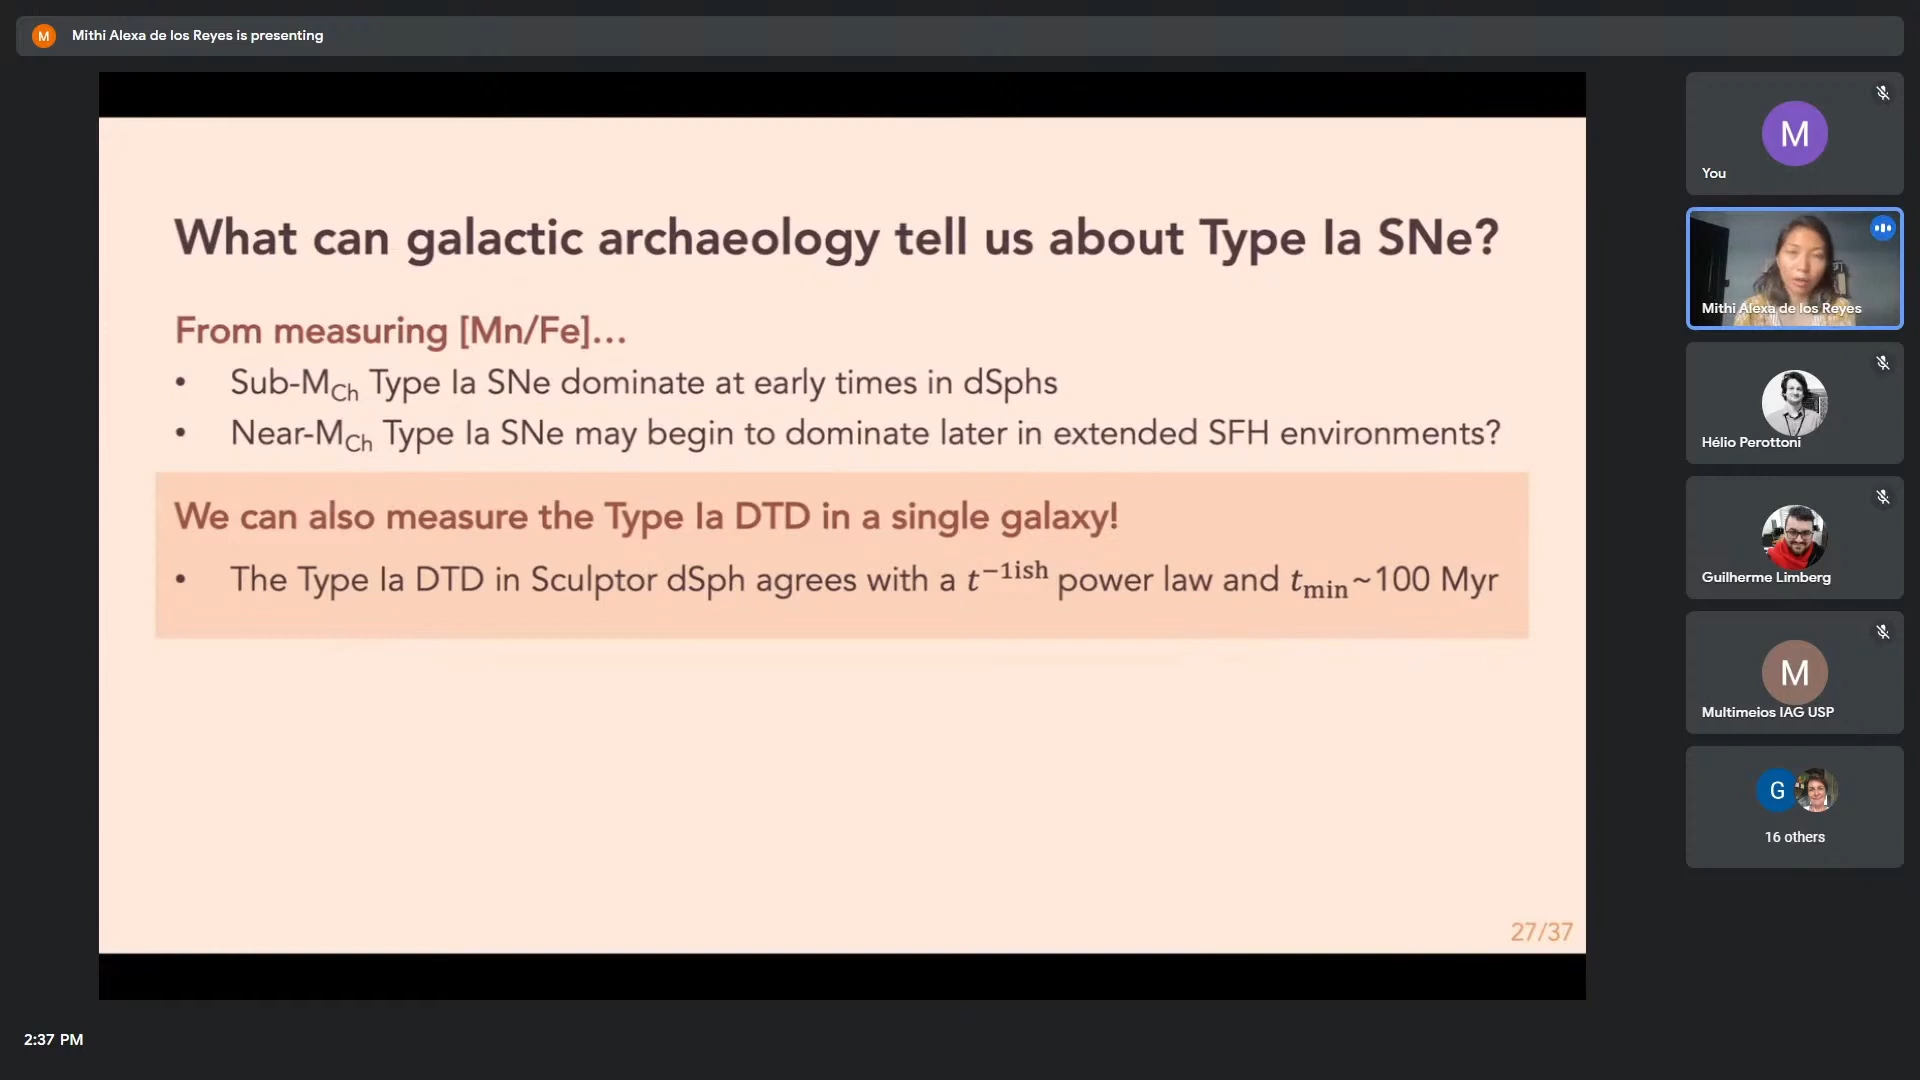 M Mithi Alexa de los Reyes is presenting
What can galactic archaeology tell us about Type Ia SNe?
From measuring [Mn/Fe]...
• Sub-M_Ch Type Ia SNe dominate at early times in dSphs
• Near-M_Ch Type Ia SNe may begin to dominate later in extended SFH environments?
We can also measure the Type Ia DTD in a single galaxy!
• The Type Ia DTD in Sculptor dSph agrees with a t^−1ish power law and t_min~100 Myr
27/37
M
You
Mithi Alexa de los Reyes
Hélio Perottoni
Guilherme Limberg
M
Multimeios IAG USP
G
16 others
2:37 PM